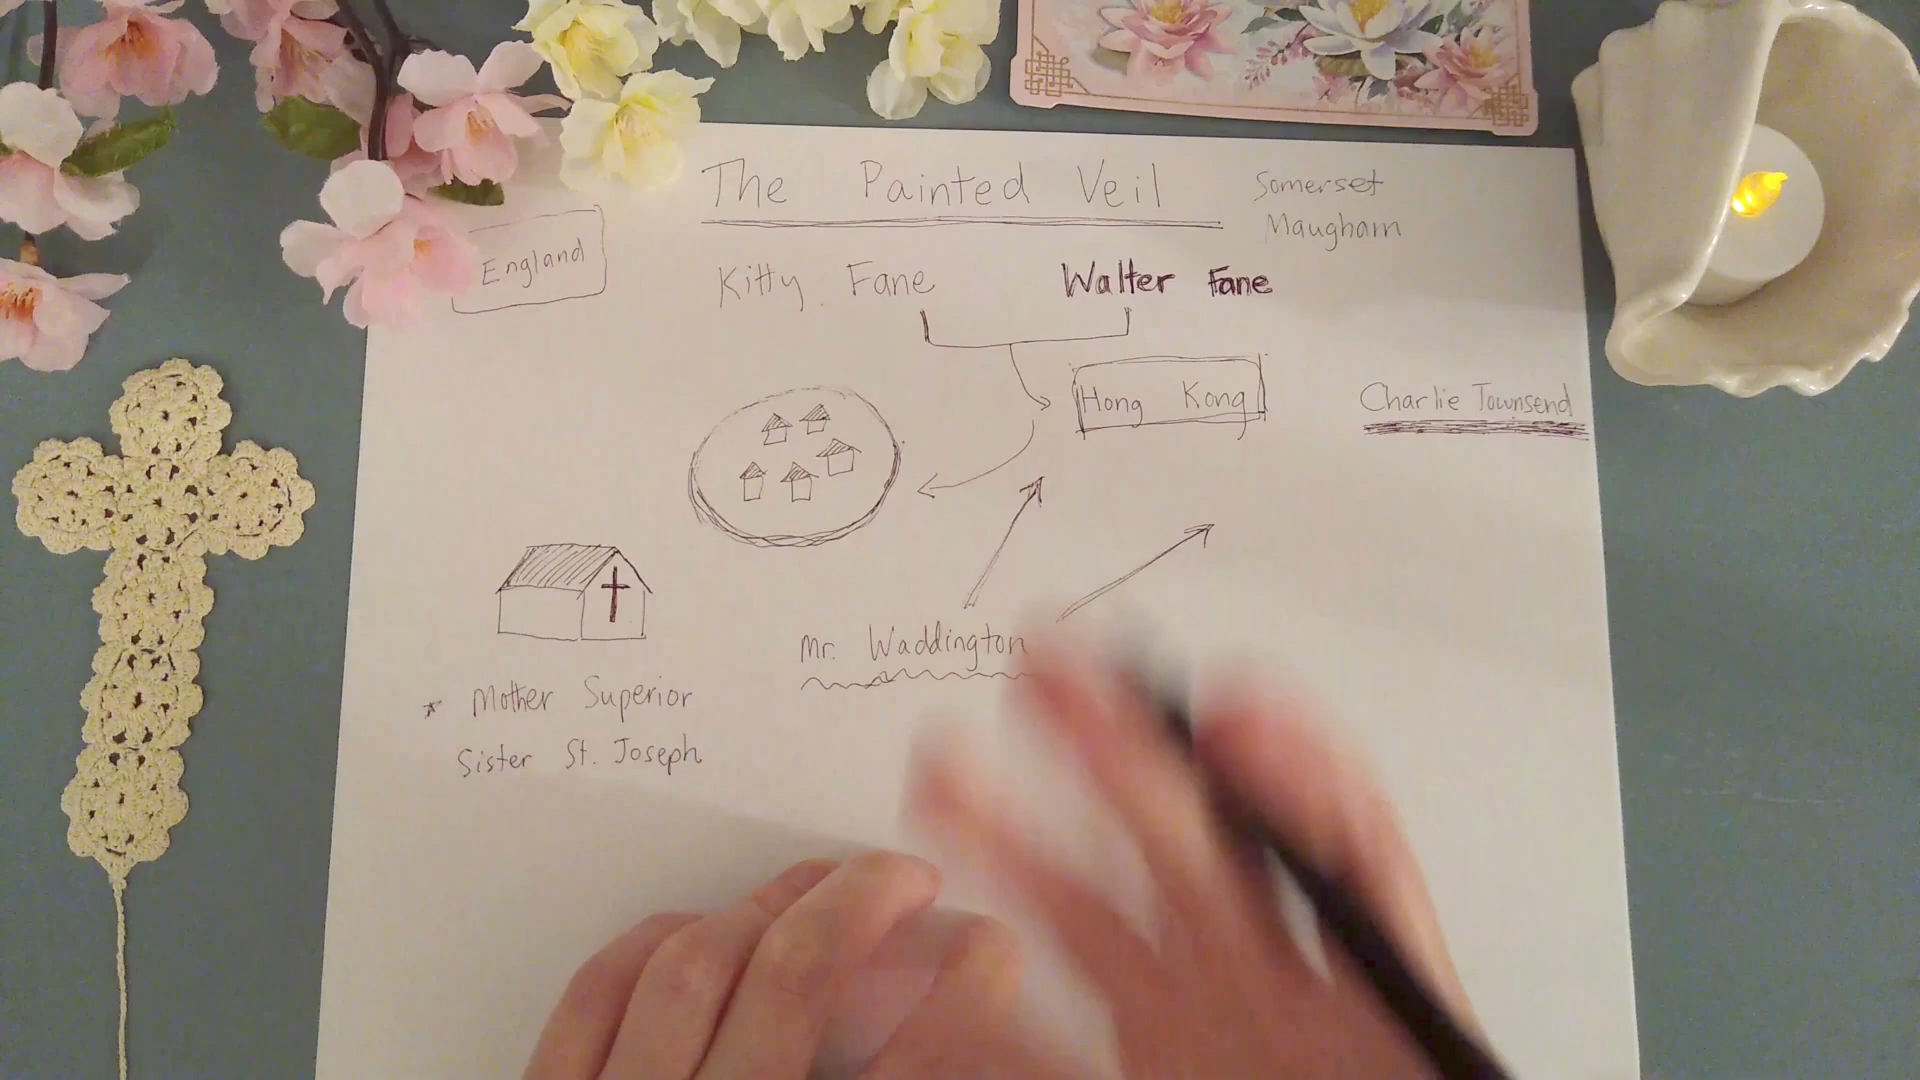 The Painted Veil
Somerset
Maugham
England
Kitty Fane
Walter Fane
Hong Kong
Charlie Townsend
Mr. Waddington
* Mother Superior
Sister St. Joseph